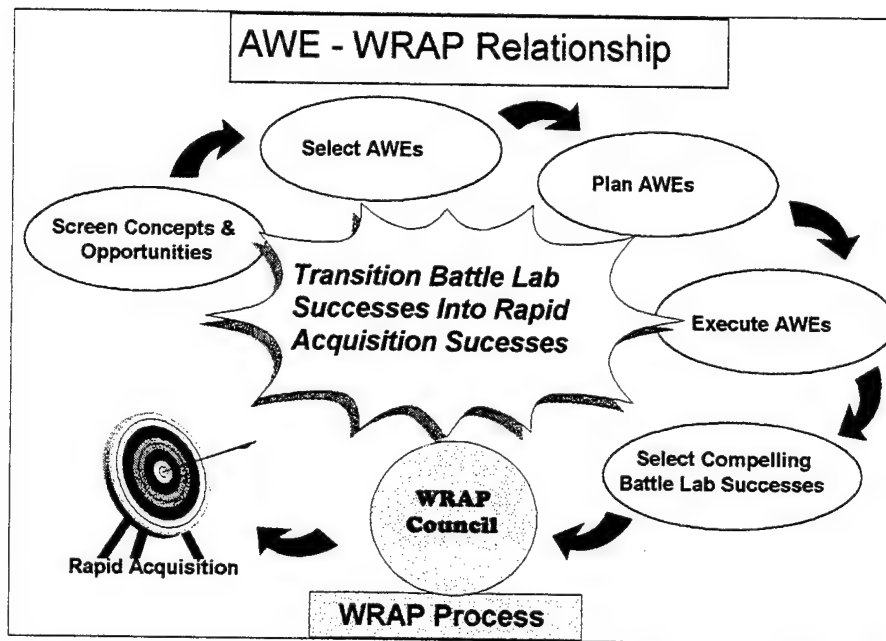 AWE - WRAP Relationship
Select AWEs
Plan AWEs
Screen Concepts &
Opportunities
Transition Battle Lab
Successes Into Rapid
Acquisition Sucesses
Execute AWEs
Select Compelling
Battle Lab Successes
WRAP
Council
Rapid Acquisition
WRAP Process